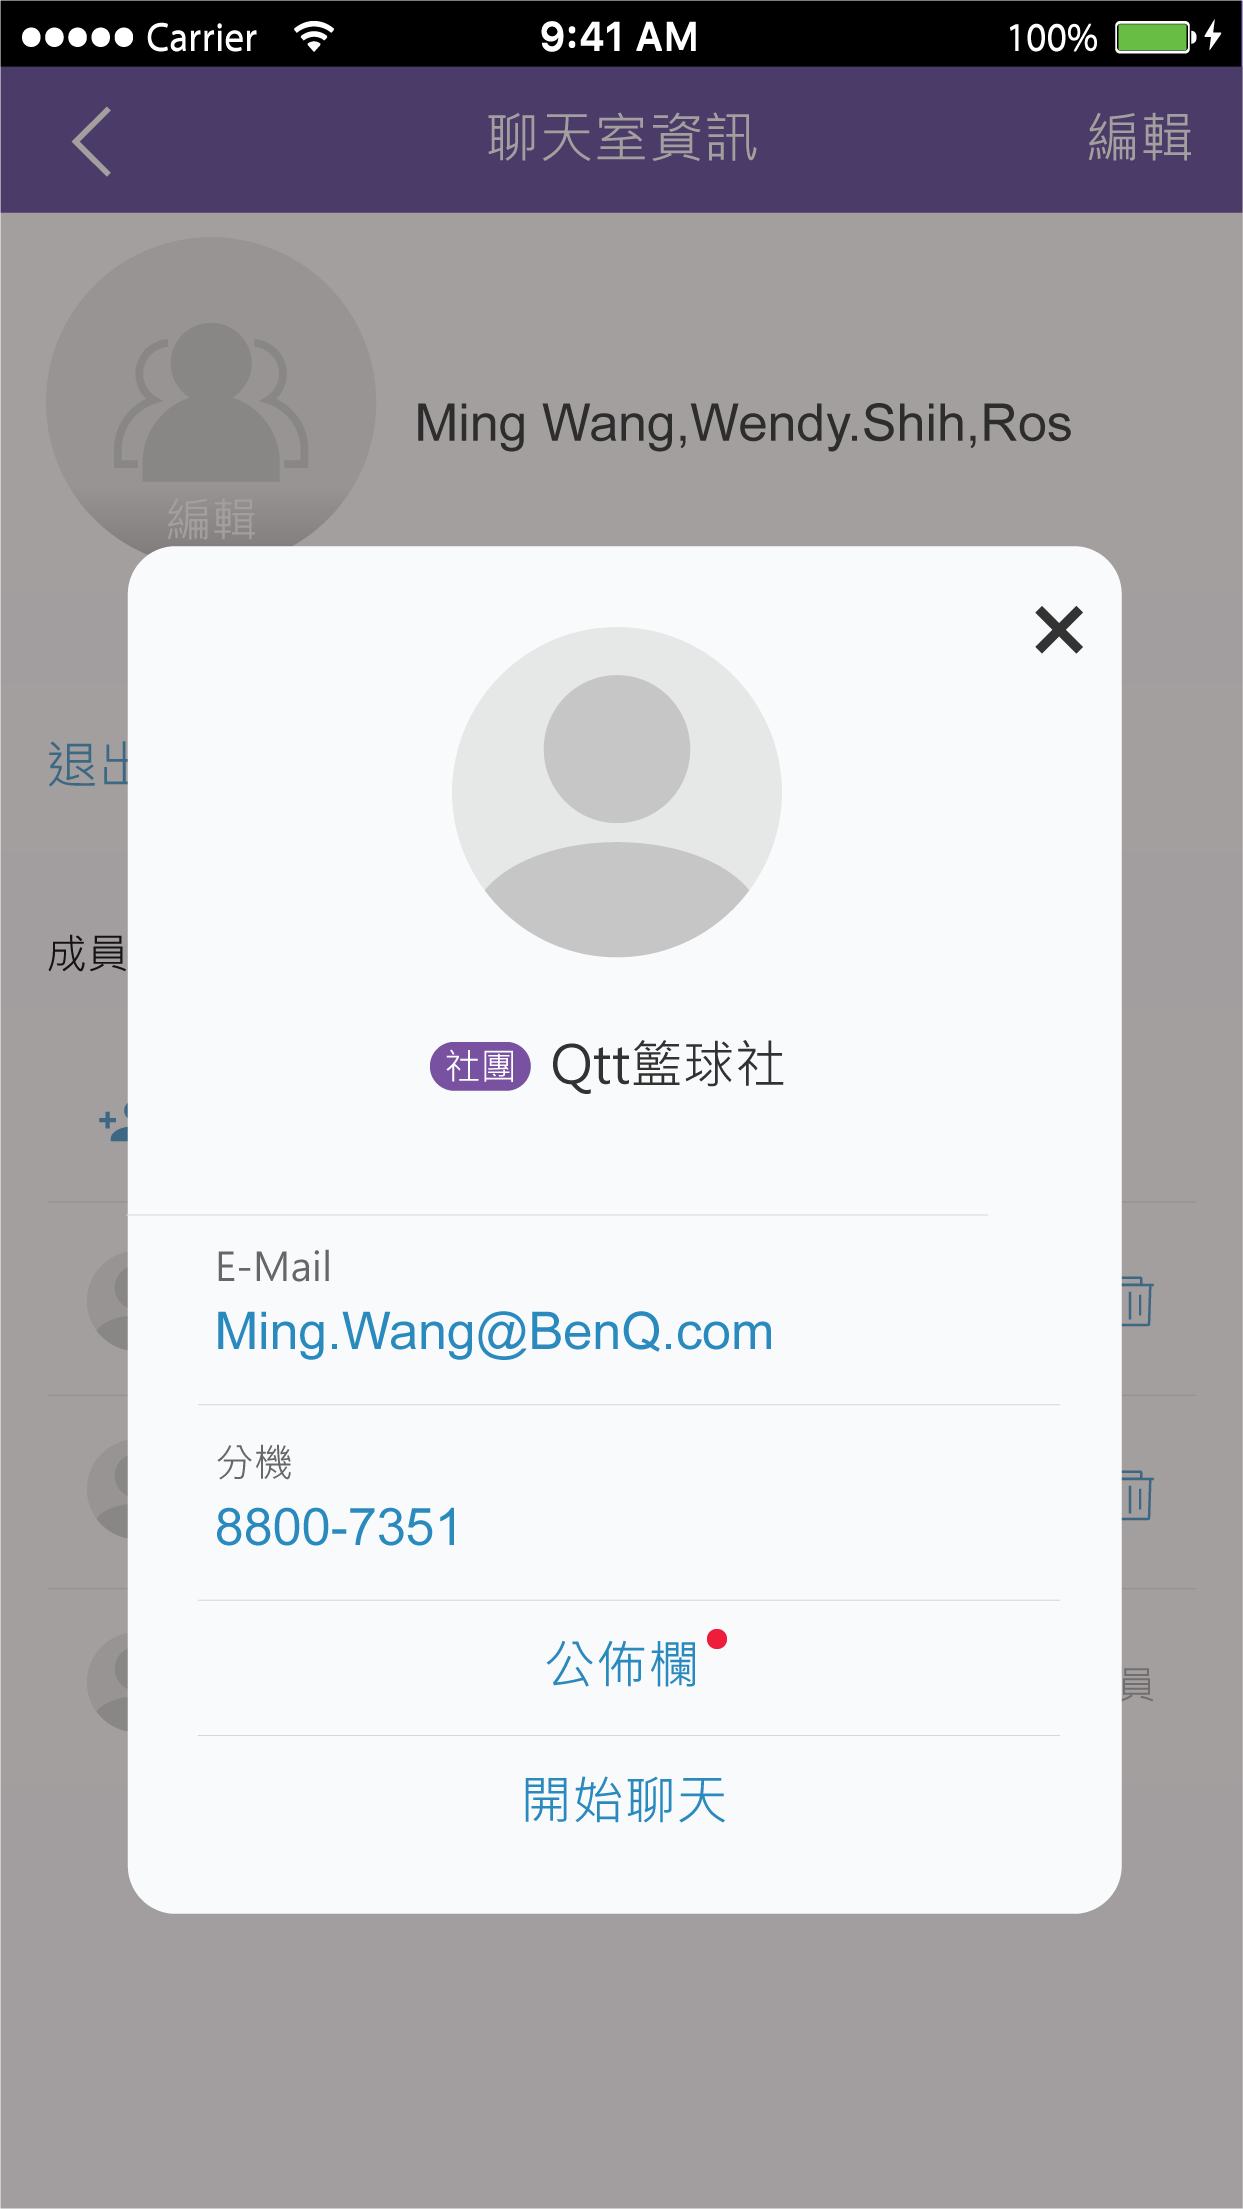 Carrier 9:41 AM 100%
聊天室資訊 編輯
Ming Wang,Wendy.Shih,Ros
編輯
退出
成員
社團 Qtt籃球社
E-Mail
Ming.Wang@BenQ.com
分機
8800-7351
公佈欄
員
開始聊天